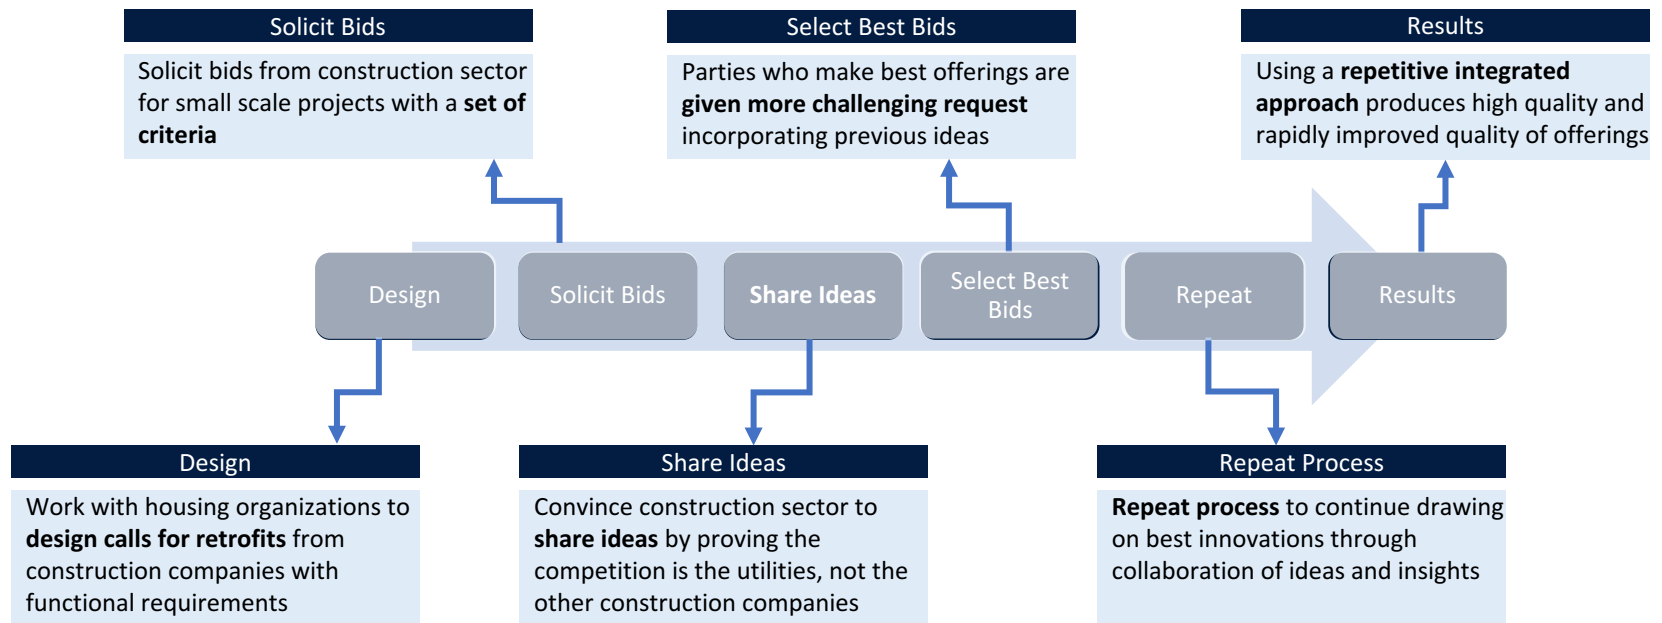 Solicit Bids
Solicit bids from construction sector
for small scale projects with a set of
criteria
Select Best Bids
Parties who make best offerings are
given more challenging request
incorporating previous ideas
Results
Using a repetitive integrated
approach produces high quality and
rapidly improved quality of offerings
Design
Solicit Bids
Share Ideas
Select Best
Bids
Repeat
Results
Design
Work with housing organizations to
design calls for retrofits from
construction companies with
functional requirements
Share Ideas
Convince construction sector to
share ideas by proving the
competition is the utilities, not the
other construction companies
Repeat Process
Repeat process to continue drawing
on best innovations through
collaboration of ideas and insights